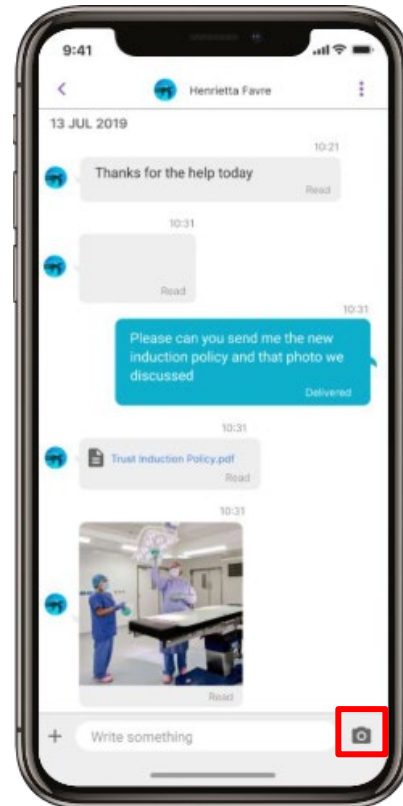 9:41
Henrietta Favre
13 JUL 2019
10:21
Thanks for the help today
Read
10:31
Read
10:31
Please can you send me the new
induction policy and that photo we
discussed
Delivered
10:31
Trust Induction Policy.pdf
Read
10:31
Read
Write something